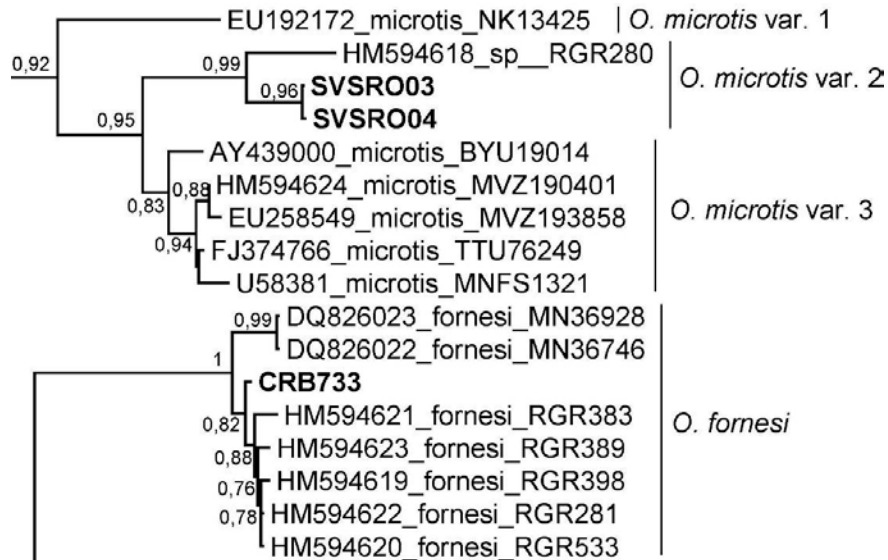 EU192172_microtis_NK13425
O. microtis var. 1
0,92
HM594618_sp__RGR280
0,99
O. microtis var. 2
0,96
SVSRO03
SVSRO04
0,95
AY439000_microtis_BYU19014
0,88
HM594624_microtis_MVZ190401
0,83
EU258549_microtis_MVZ193858
O. microtis var. 3
0,94
FJ374766_microtis_TTU76249
U58381_microtis_MNFS1321
0,99
DQ826023_fornesi_MN36928
DQ826022_fornesi_MN36746
1
CRB733
0,82
HM594621_fornesi_RGR383
O. fornesi
0,88
HM594623_fornesi_RGR389
0,76
HM594619_fornesi_RGR398
0,78
HM594622_fornesi_RGR281
HM594620_fornesi_RGR533